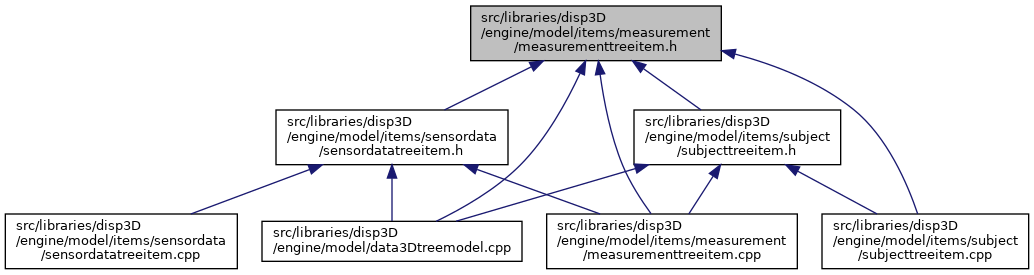 src/libraries/disp3D
/engine/model/items/measurement
/measurementtreeitem.h
src/libraries/disp3D
/engine/model/items/sensordata
/sensordatatreeitem.h
src/libraries/disp3D
/engine/model/items/subject
/subjecttreeitem.h
src/libraries/disp3D
/engine/model/items/sensordata
/sensordatatreeitem.cpp
src/libraries/disp3D
/engine/model/data3Dtreemodel.cpp
src/libraries/disp3D
/engine/model/items/measurement
/measurementtreeitem.cpp
src/libraries/disp3D
/engine/model/items/subject
/subjecttreeitem.cpp